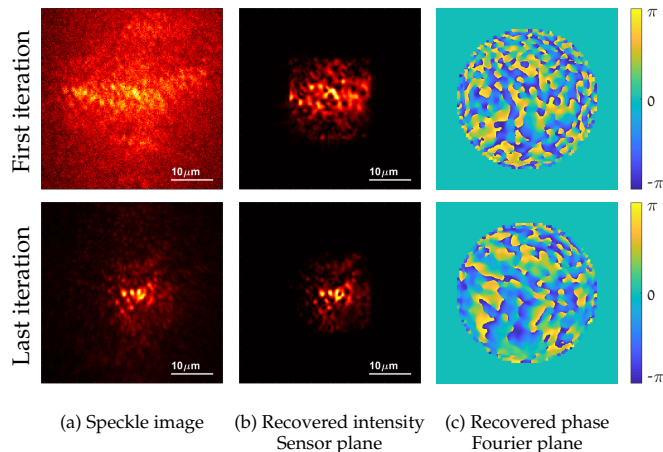 First iteration
10μm
10μm
π
0
-π
Last iteration
10μm
10μm
π
0
-π
(a) Speckle image
(b) Recovered intensity
Sensor plane
(c) Recovered phase
Fourier plane